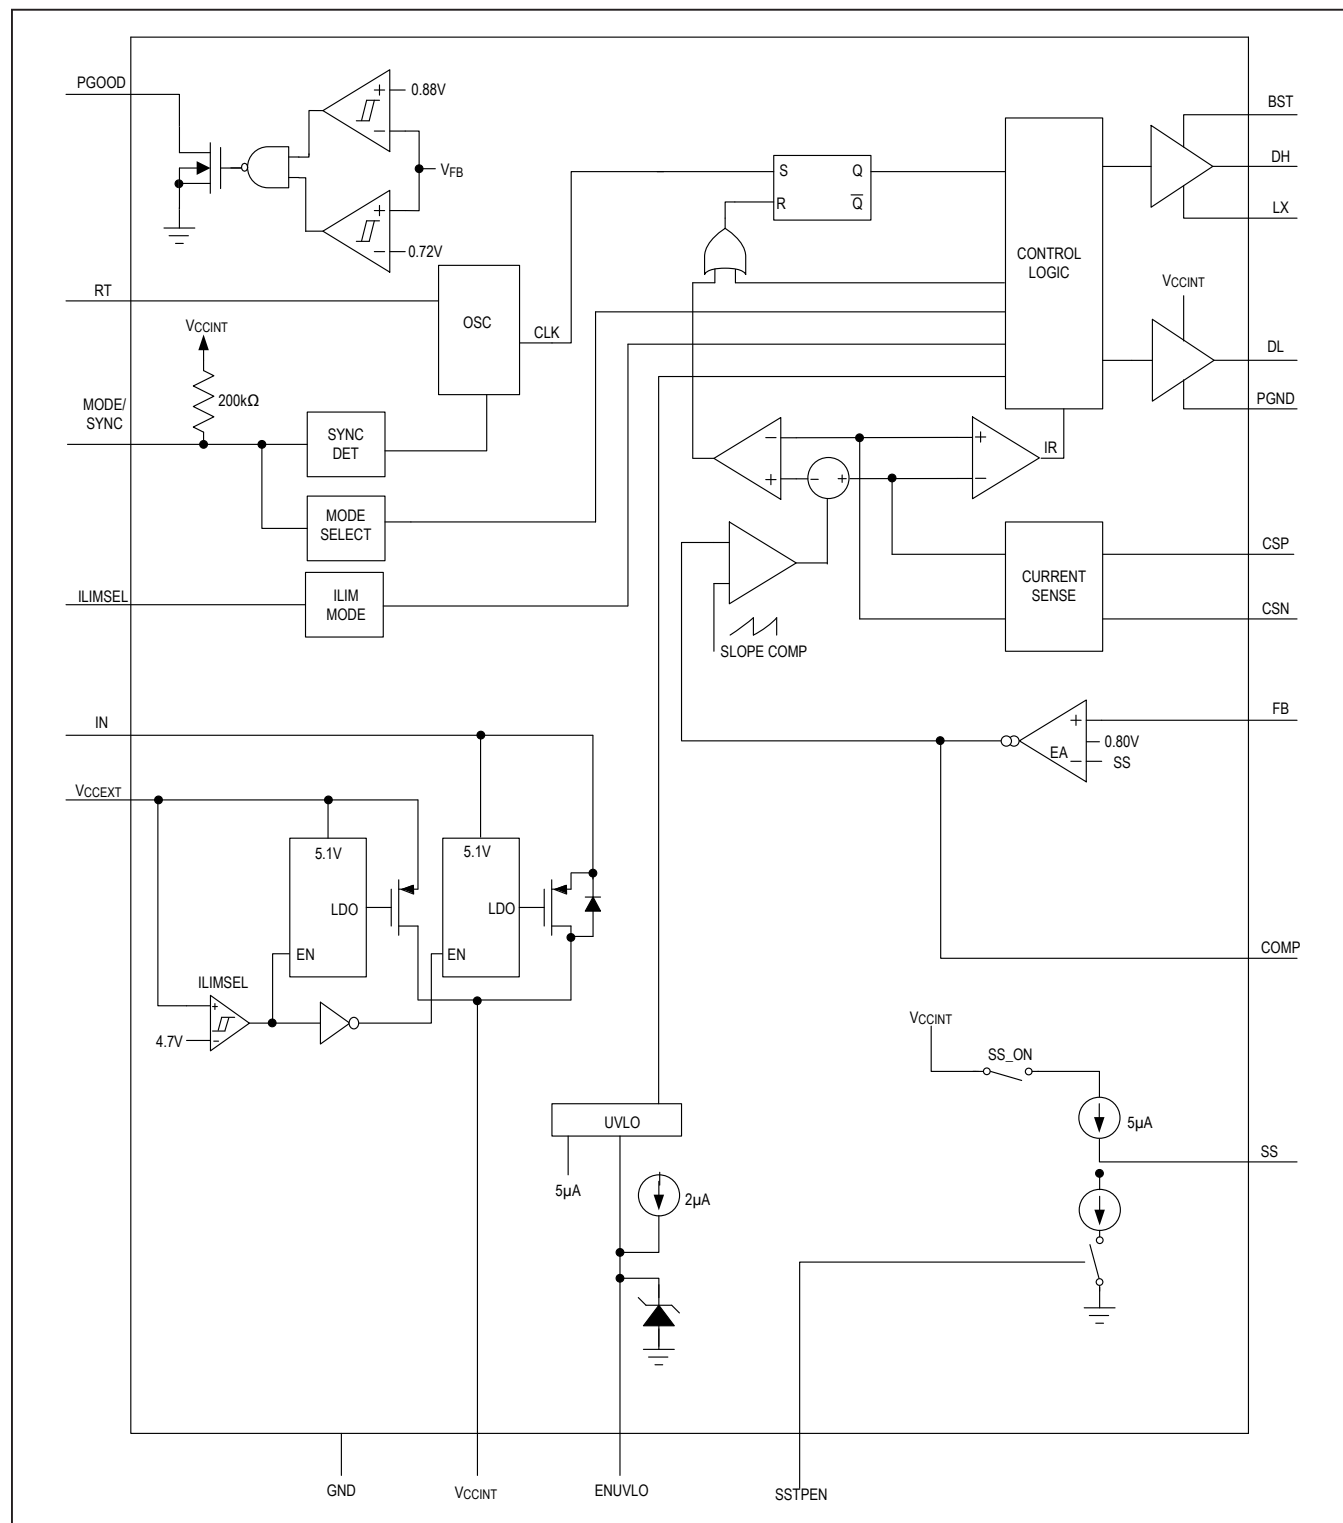 PGOOD
+
0.88V
−
VFB
+
−
0.72V
S
Q
R
Q
CONTROL
LOGIC
BST
DH
LX
RT
OSC
CLK
VCCINT
200kΩ
MODE/
SYNC
SYNC
DET
MODE
SELECT
ILIMSEL
ILIM
MODE
VCCINT
DL
PGND
−
+
−
+
+
−
IR
CURRENT
SENSE
CSP
CSN
SLOPE COMP
IN
VCCEXT
5.1V
LDO
EN
5.1V
LDO
EN
ILIMSEL
+
−
4.7V
+
EA
−
0.80V
SS
FB
COMP
VCCINT
SS_ON
5µA
SS
UVLO
5µA
2µA
GND
VCCINT
ENUVLO
SSTPEN